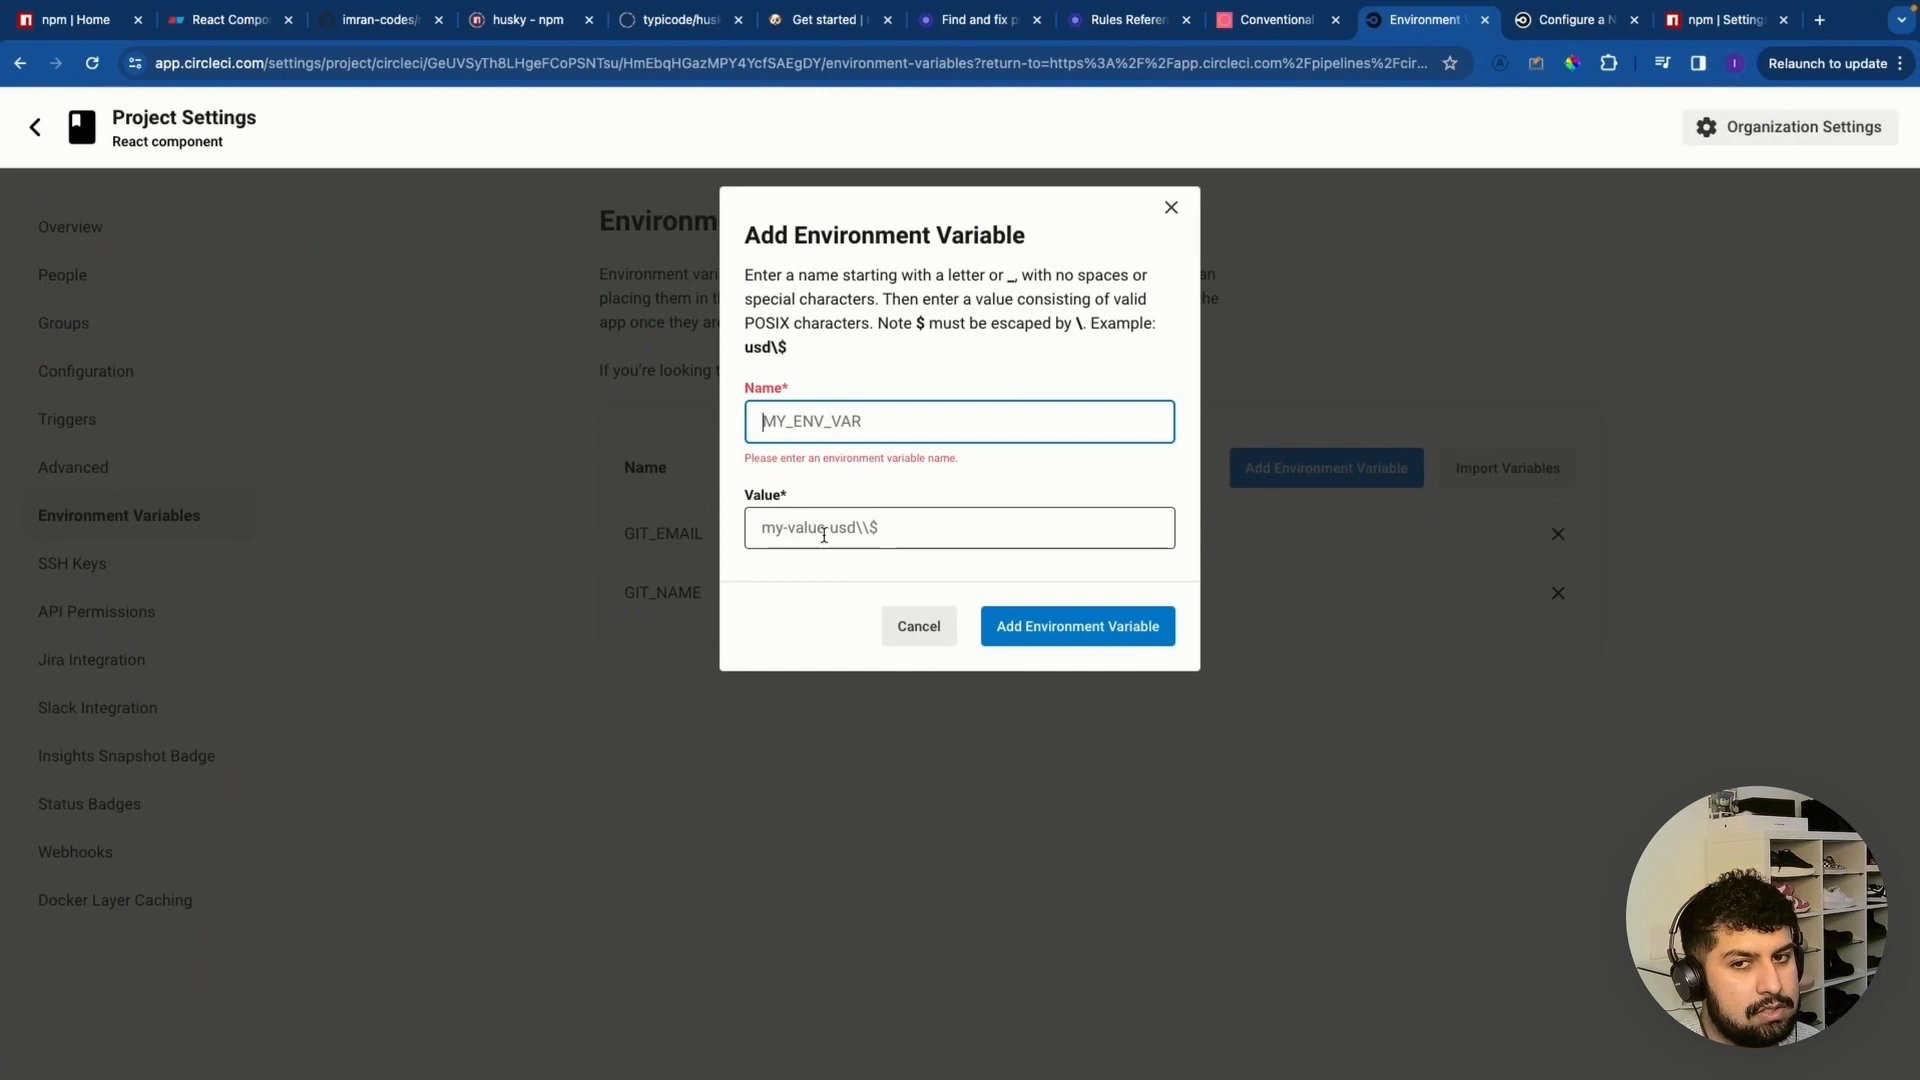 npm | Home
React Compo
imran-codes/r
husky - npm
typicode/husk
Get started |
Find and fix p
Rules Referen
Conventional
Environment
Configure a N
npm | Setting
app.circleci.com/settings/project/circleci/GeUVSyTh8LHgeFCoPSNTsu/HmEbqHGazMPY4YcfSAEgDY/environment-variables?return-to=https%3A%2F%2Fapp.circleci.com%2Fpipelines%2Fcir...
Relaunch to update
Project Settings
React component
Organization Settings
Overview
People
Groups
Configuration
Triggers
Advanced
Environment Variables
SSH Keys
API Permissions
Jira Integration
Slack Integration
Insights Snapshot Badge
Status Badges
Webhooks
Docker Layer Caching
Environm
Environment vari
an
placing them in t
the
app once they are
If you're looking t
Name
Add Environment Variable
Import Variables
GIT_EMAIL
GIT_NAME
Add Environment Variable
Enter a name starting with a letter or _, with no spaces or
special characters. Then enter a value consisting of valid
POSIX characters. Note $ must be escaped by \. Example:
usd\$
Name*
MY_ENV_VAR
Please enter an environment variable name.
Value*
my-value-usd\\$
Cancel
Add Environment Variable